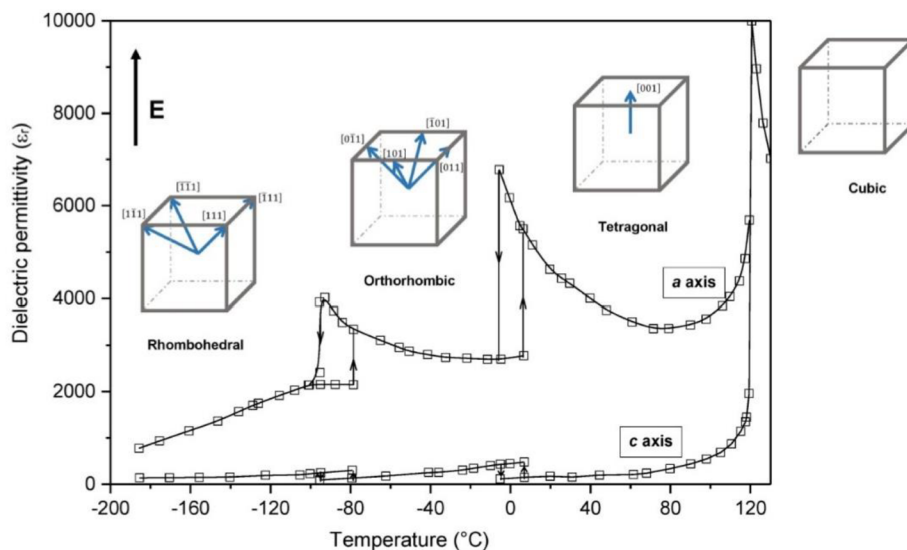 10000
8000
6000
4000
2000
0
Dielectric permittivity (εᵣ)
E
[11̄1]
[1̄1̄1]
[111]
[1̄11]
Rhombohedral
[01̄1]
[101]
[1̄01]
[011]
Orthorhombic
[001]
Tetragonal
Cubic
a axis
c axis
-200 -160 -120 -80 -40 0 40 80 120
Temperature (°C)